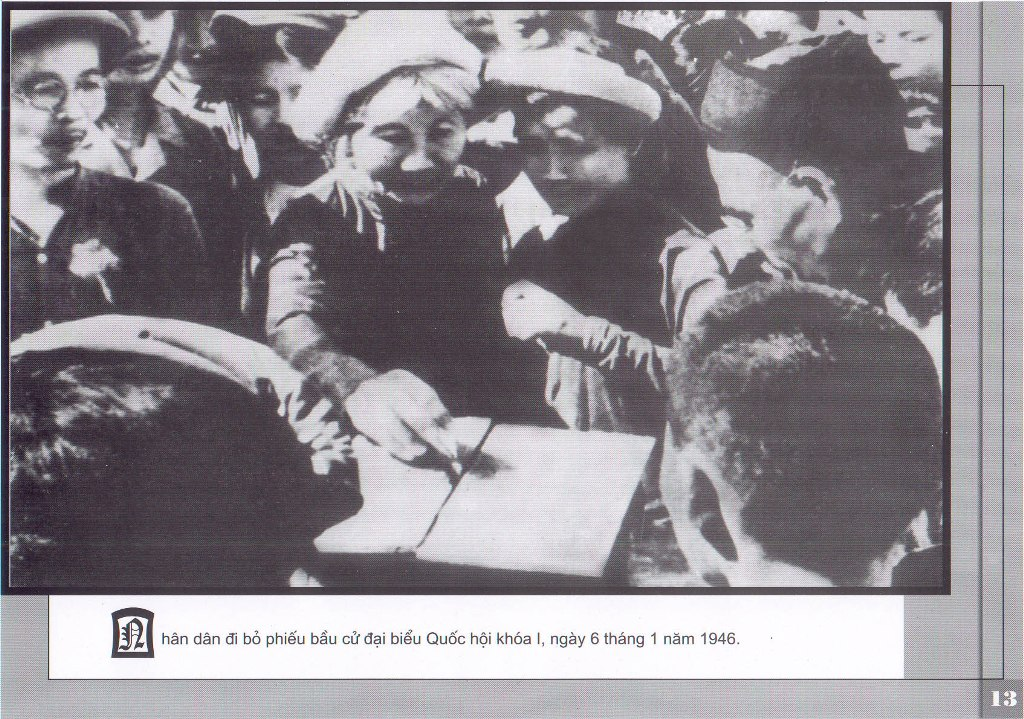 Nhân dân đi bỏ phiếu bầu cử đại biểu Quốc hội khóa I, ngày 6 tháng 1 năm 1946.
13